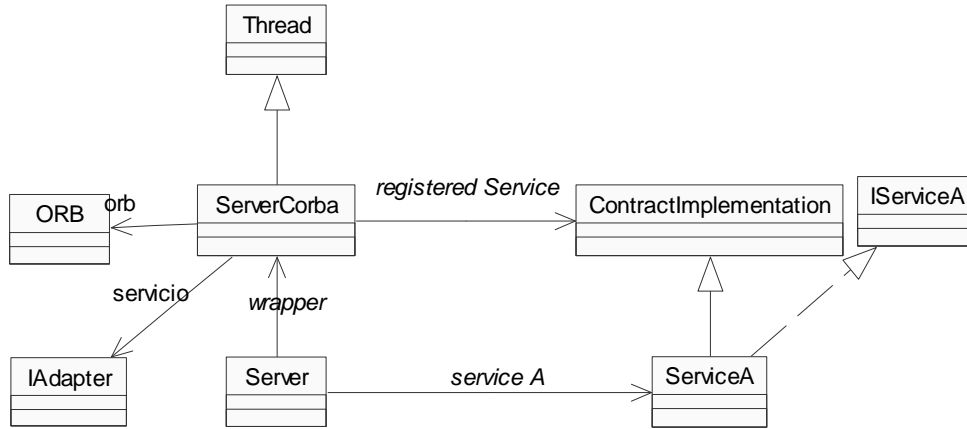 Thread
registered Service
IServiceA
ORB
orb
ServerCorba
ContractImplementation
servicio
wrapper
IAdapter
Server
service A
ServiceA